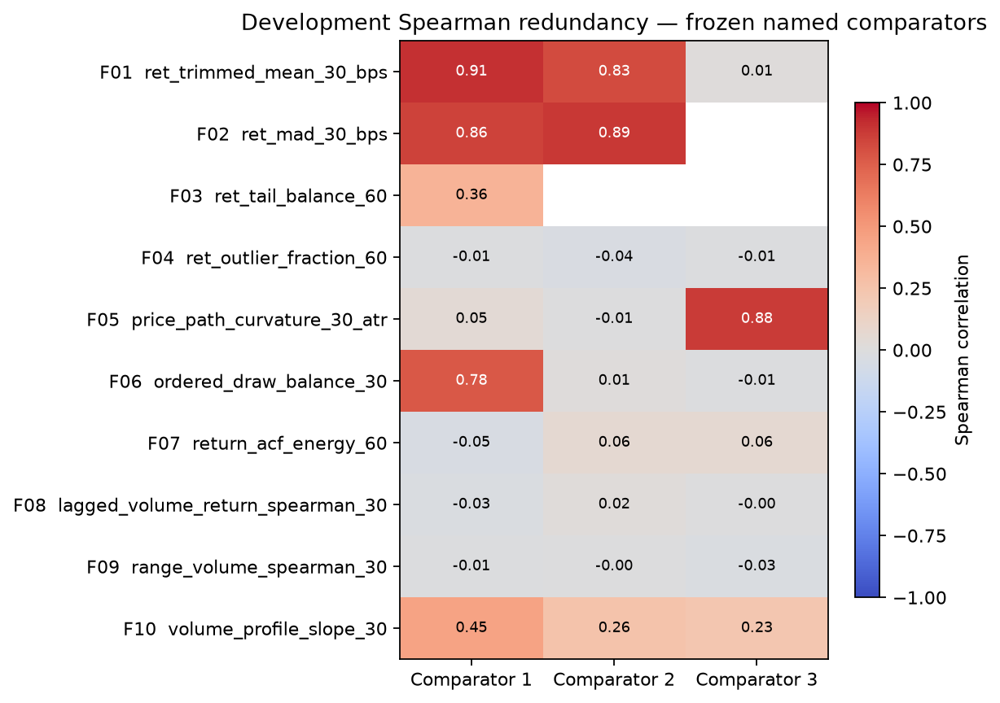 Development Spearman redundancy — frozen named comparators
F01 ret_trimmed_mean_30_bps 0.91 0.83 0.01
F02 ret_mad_30_bps 0.86 0.89
F03 ret_tail_balance_60 0.36
F04 ret_outlier_fraction_60 -0.01 -0.04 -0.01
F05 price_path_curvature_30_atr 0.05 -0.01 0.88
F06 ordered_draw_balance_30 0.78 0.01 -0.01
F07 return_acf_energy_60 -0.05 0.06 0.06
F08 lagged_volume_return_spearman_30 -0.03 0.02 -0.00
F09 range_volume_spearman_30 -0.01 -0.00 -0.03
F10 volume_profile_slope_30 0.45 0.26 0.23
Comparator 1 Comparator 2 Comparator 3
1.00
0.75
0.50
0.25
0.00
−0.25
−0.50
−0.75
−1.00
Spearman correlation